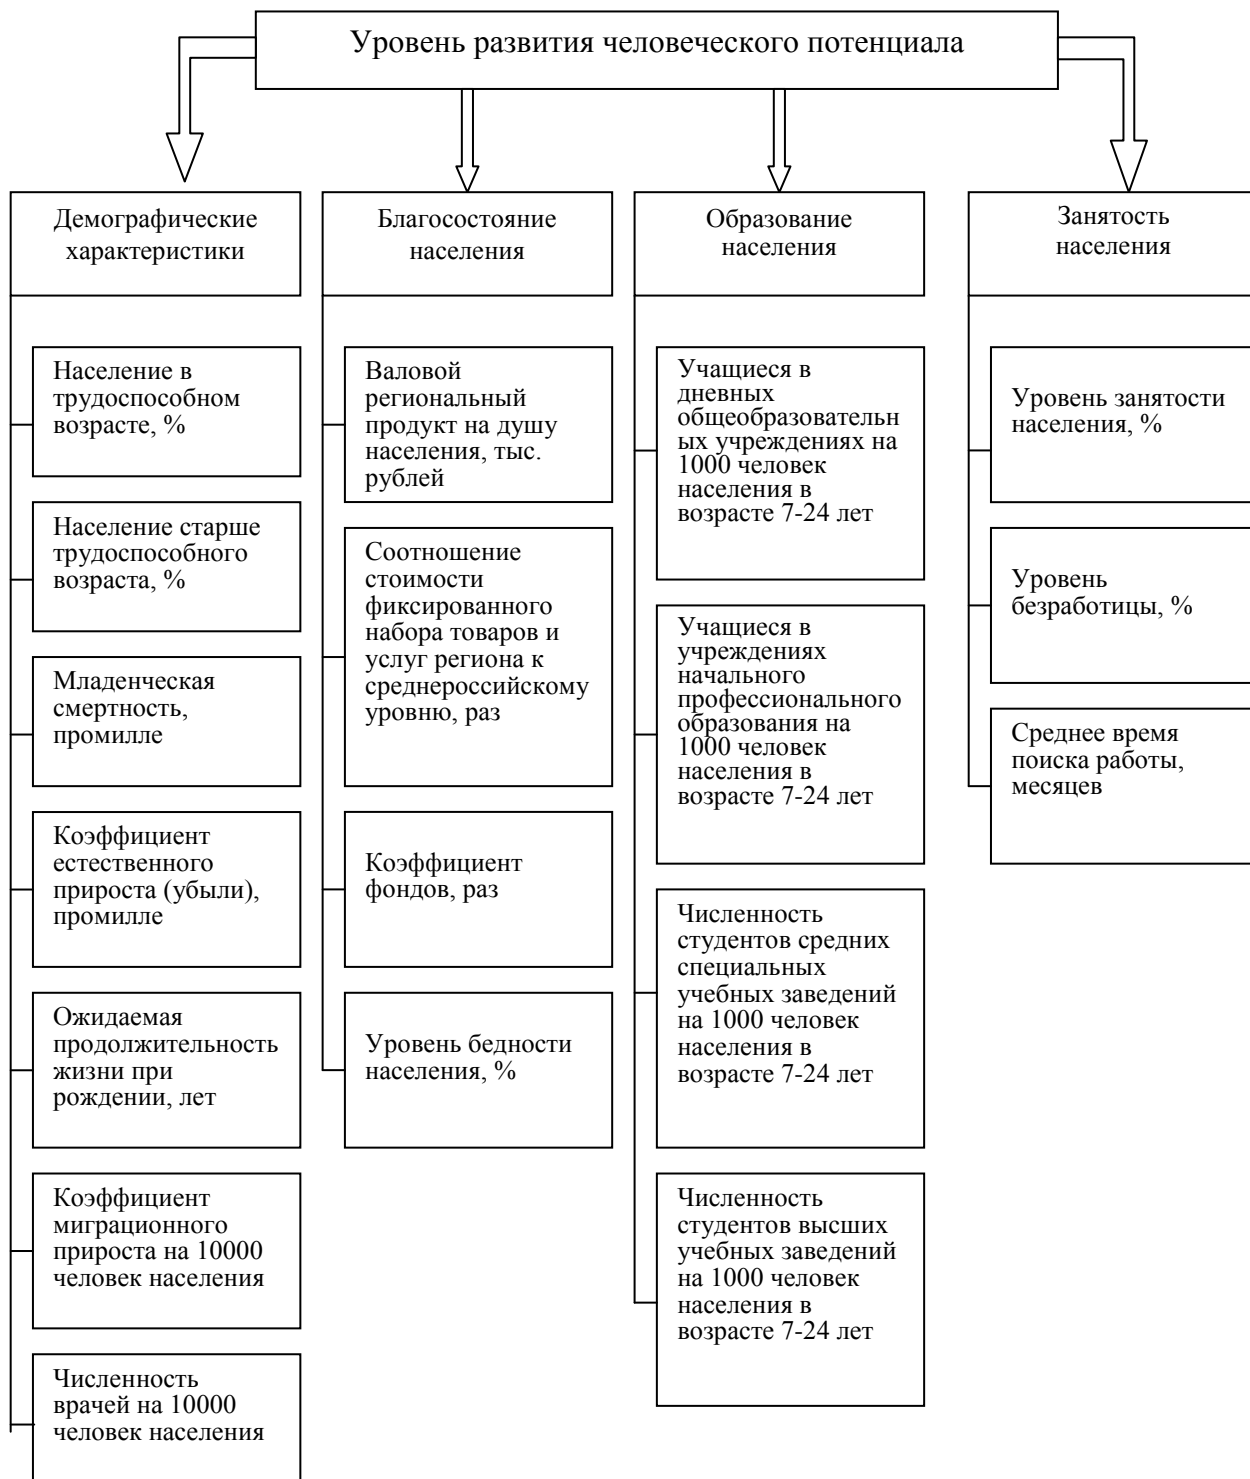 Уровень развития человеческого потенциала
Демографические
характеристики
Население в
трудоспособном
возрасте, %
Население старше
трудоспособного
возраста, %
Младенческая
смертность,
промилле
Коэффициент
естественного
прироста (убыли),
промилле
Ожидаемая
продолжительность
жизни при
рождении, лет
Коэффициент
миграционного
прироста на 10000
человек населения
Численность
врачей на 10000
человек населения
Благосостояние
населения
Валовой
региональный
продукт на душу
населения, тыс.
рублей
Соотношение
стоимости
фиксированного
набора товаров и
услуг региона к
среднероссийскому
уровню, раз
Коэффициент
фондов, раз
Уровень бедности
населения, %
Образование
населения
Учащиеся в
дневных
общеобразовательн
ых учреждениях на
1000 человек
населения в
возрасте 7-24 лет
Учащиеся в
учреждениях
начального
профессионального
образования на
1000 человек
населения в
возрасте 7-24 лет
Численность
студентов средних
специальных
учебных заведений
на 1000 человек
населения в
возрасте 7-24 лет
Численность
студентов высших
учебных заведений
на 1000 человек
населения в
возрасте 7-24 лет
Занятость
населения
Уровень занятости
населения, %
Уровень
безработицы, %
Среднее время
поиска работы,
месяцев